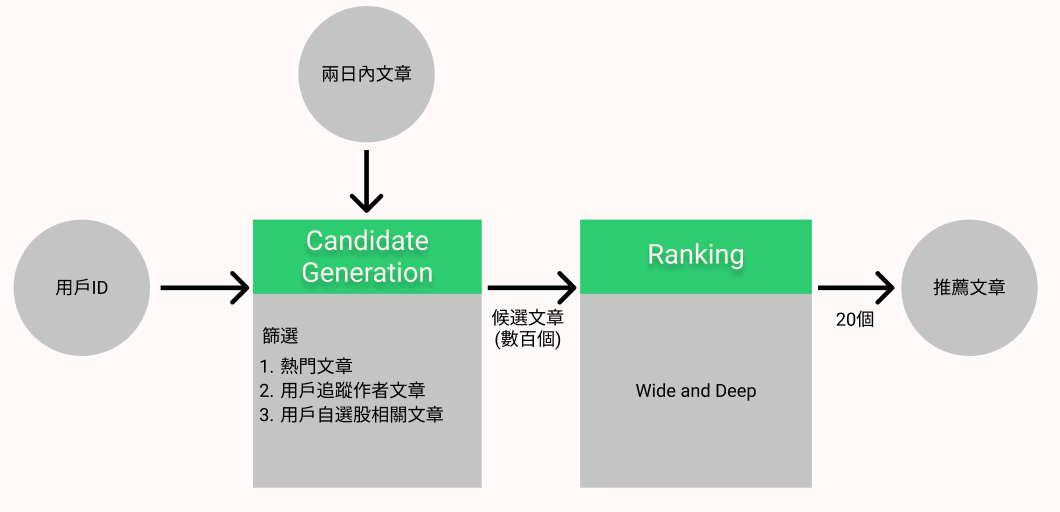 兩日內文章
用戶ID
Candidate
Generation
篩選
1. 熱門文章
2. 用戶追蹤作者文章
3. 用戶自選股相關文章
候選文章
(數百個)
Ranking
Wide and Deep
20個
推薦文章